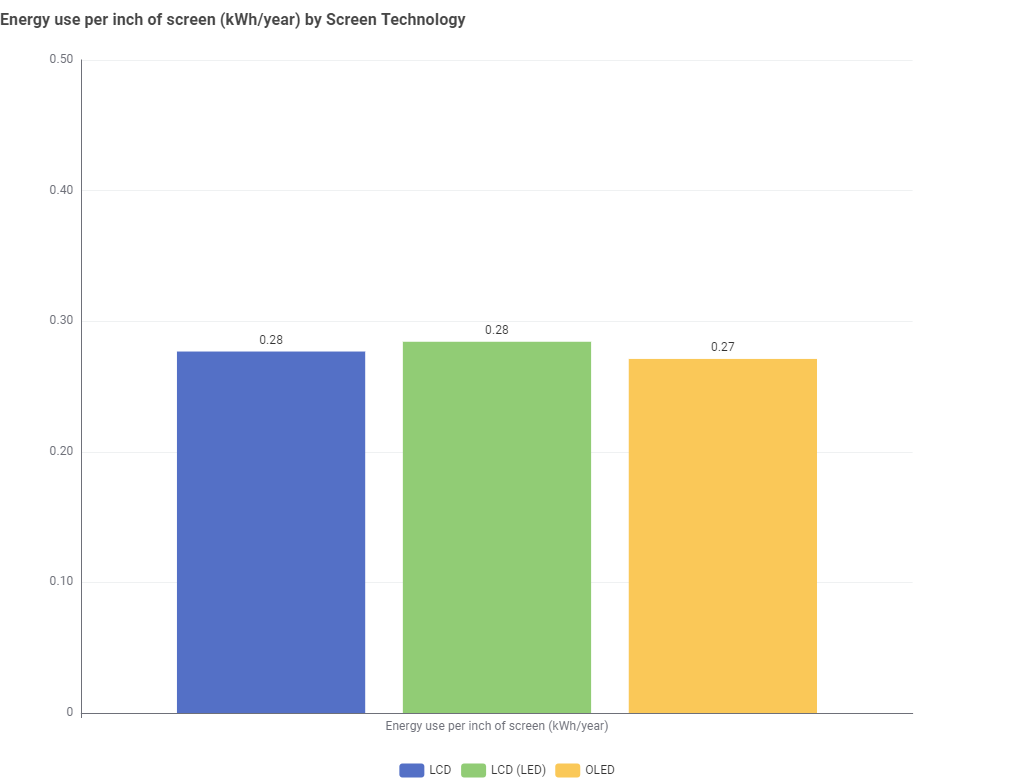 Energy use per inch of screen (kWh/year) by Screen Technology
0.50
0.40
0.30
0.20
0.10
0
0.28
0.28
0.27
Energy use per inch of screen (kWh/year)
LCD
LCD (LED)
OLED